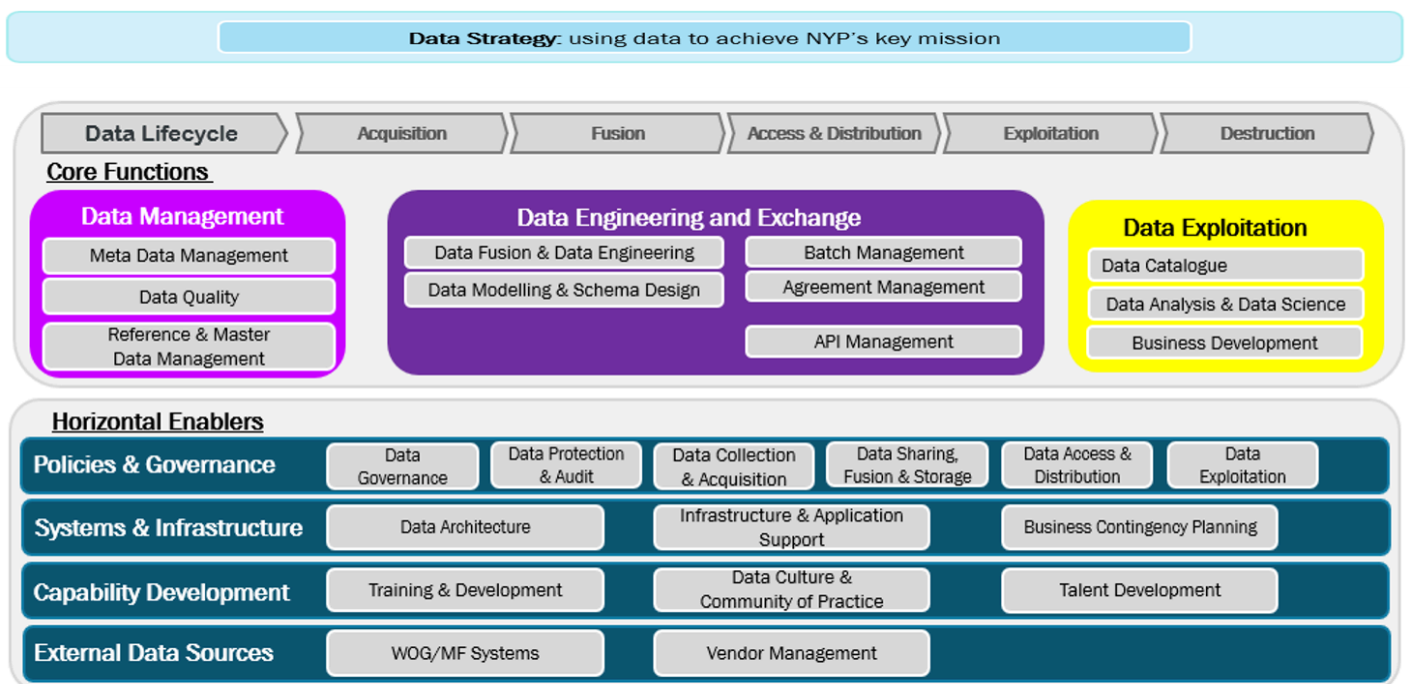 Data Strategy: using data to achieve NYP's key mission
Data Lifecycle
Acquisition
Fusion
Access & Distribution
Exploitation
Destruction
Core Functions
Data Management
Meta Data Management
Data Quality
Reference & Master
Data Management
Data Engineering and Exchange
Data Fusion & Data Engineering
Data Modelling & Schema Design
Batch Management
Agreement Management
API Management
Data Exploitation
Data Catalogue
Data Analysis & Data Science
Business Development
Horizontal Enablers
Policies & Governance
Data
Governance
Data Protection
& Audit
Data Collection
& Acquisition
Data Sharing,
Fusion & Storage
Data Access &
Distribution
Data
Exploitation
Systems & Infrastructure
Data Architecture
Infrastructure & Application
Support
Business Contingency Planning
Capability Development
Training & Development
Data Culture &
Community of Practice
Talent Development
External Data Sources
WOG/MF Systems
Vendor Management